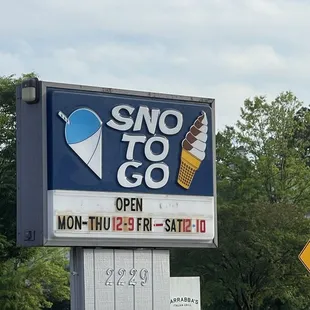 SNO
TO
GO
OPEN
MON-THU 12-9 FRI-SAT 12-10
2229